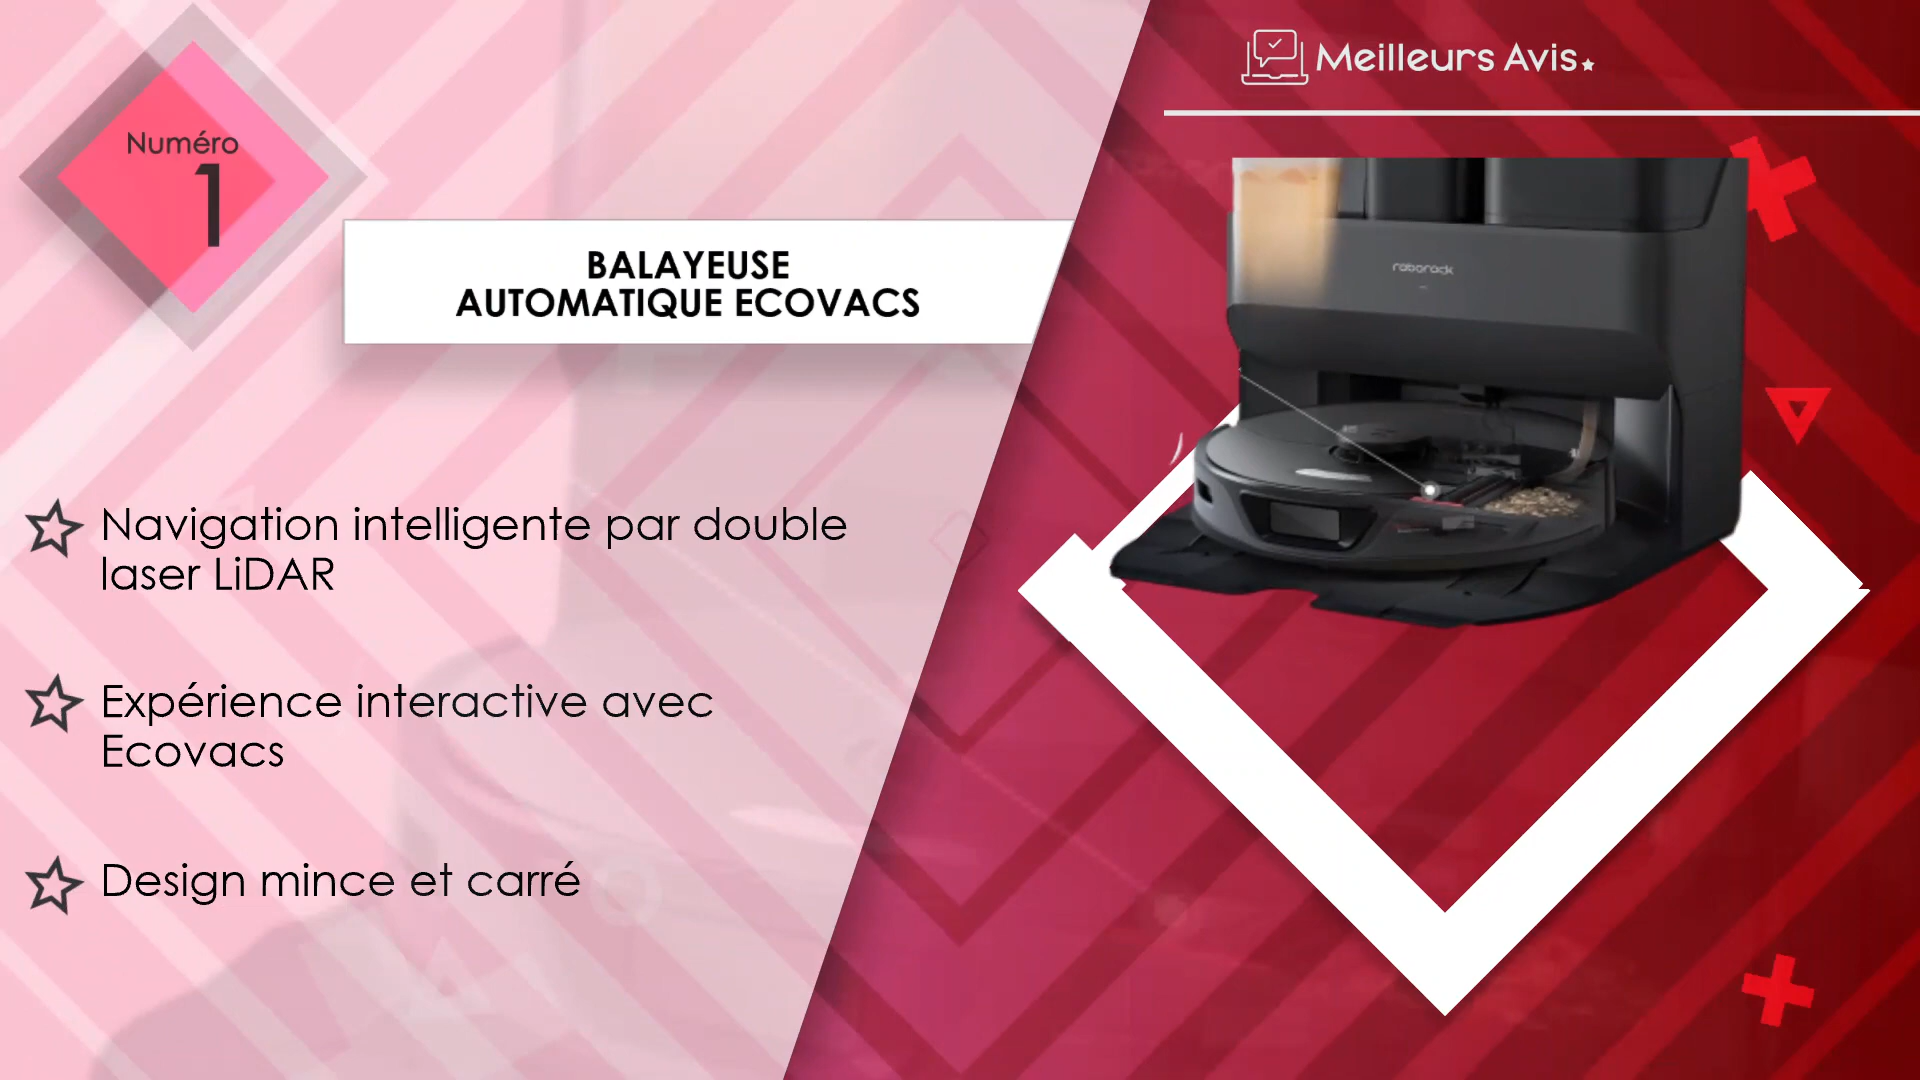 Meilleurs Avis
Numéro
1
BALAYEUSE
AUTOMATIQUE ECOVACS
roborock
Navigation intelligente par double
laser LiDAR
Expérience interactive avec
Ecovacs
Design mince et carré